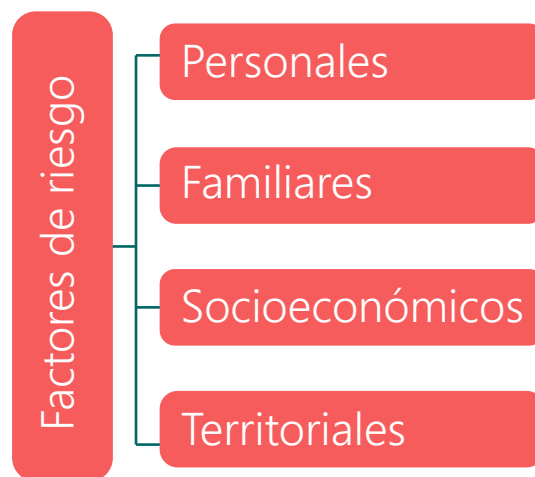 Factores de riesgo
Personales
Familiares
Socioeconómicos
Territoriales